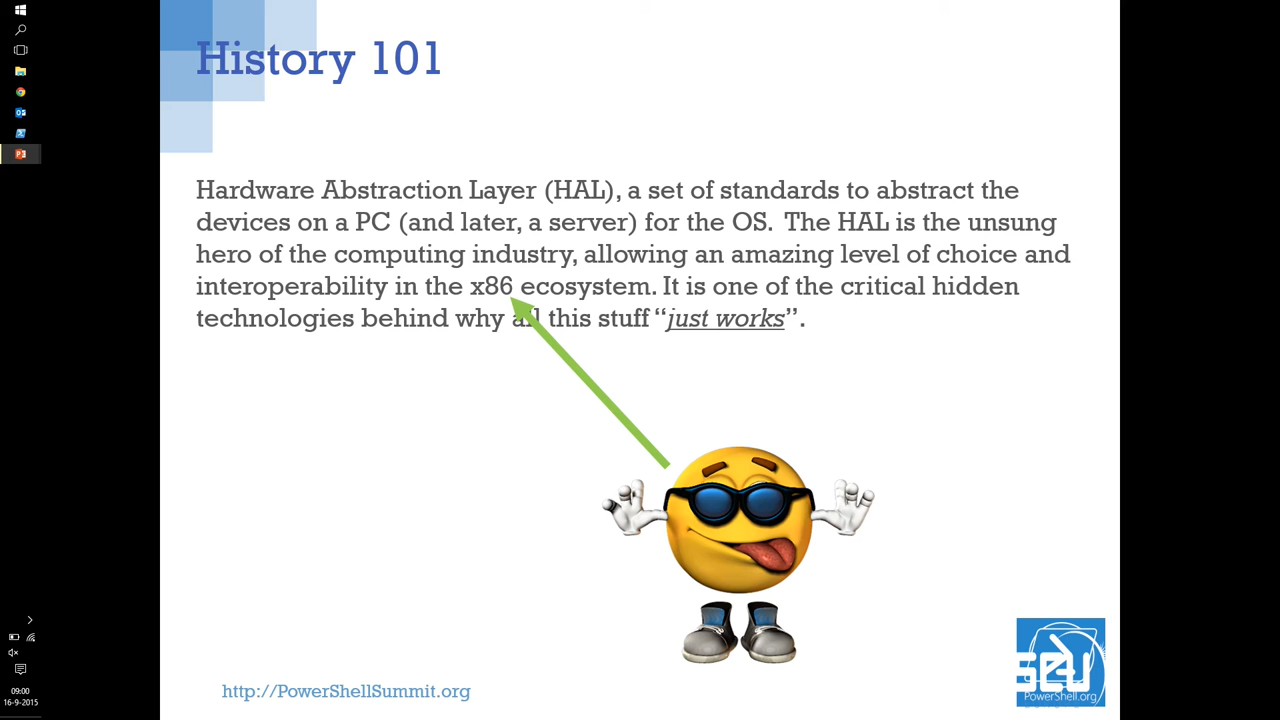 History 101
Hardware Abstraction Layer (HAL), a set of standards to abstract the
devices on a PC (and later, a server) for the OS. The HAL is the unsung
hero of the computing industry, allowing an amazing level of choice and
interoperability in the x86 ecosystem. It is one of the critical hidden
technologies behind why all this stuff “just works”.
http://PowerShellSummit.org
PowerShell.org
09:00
16-9-2015